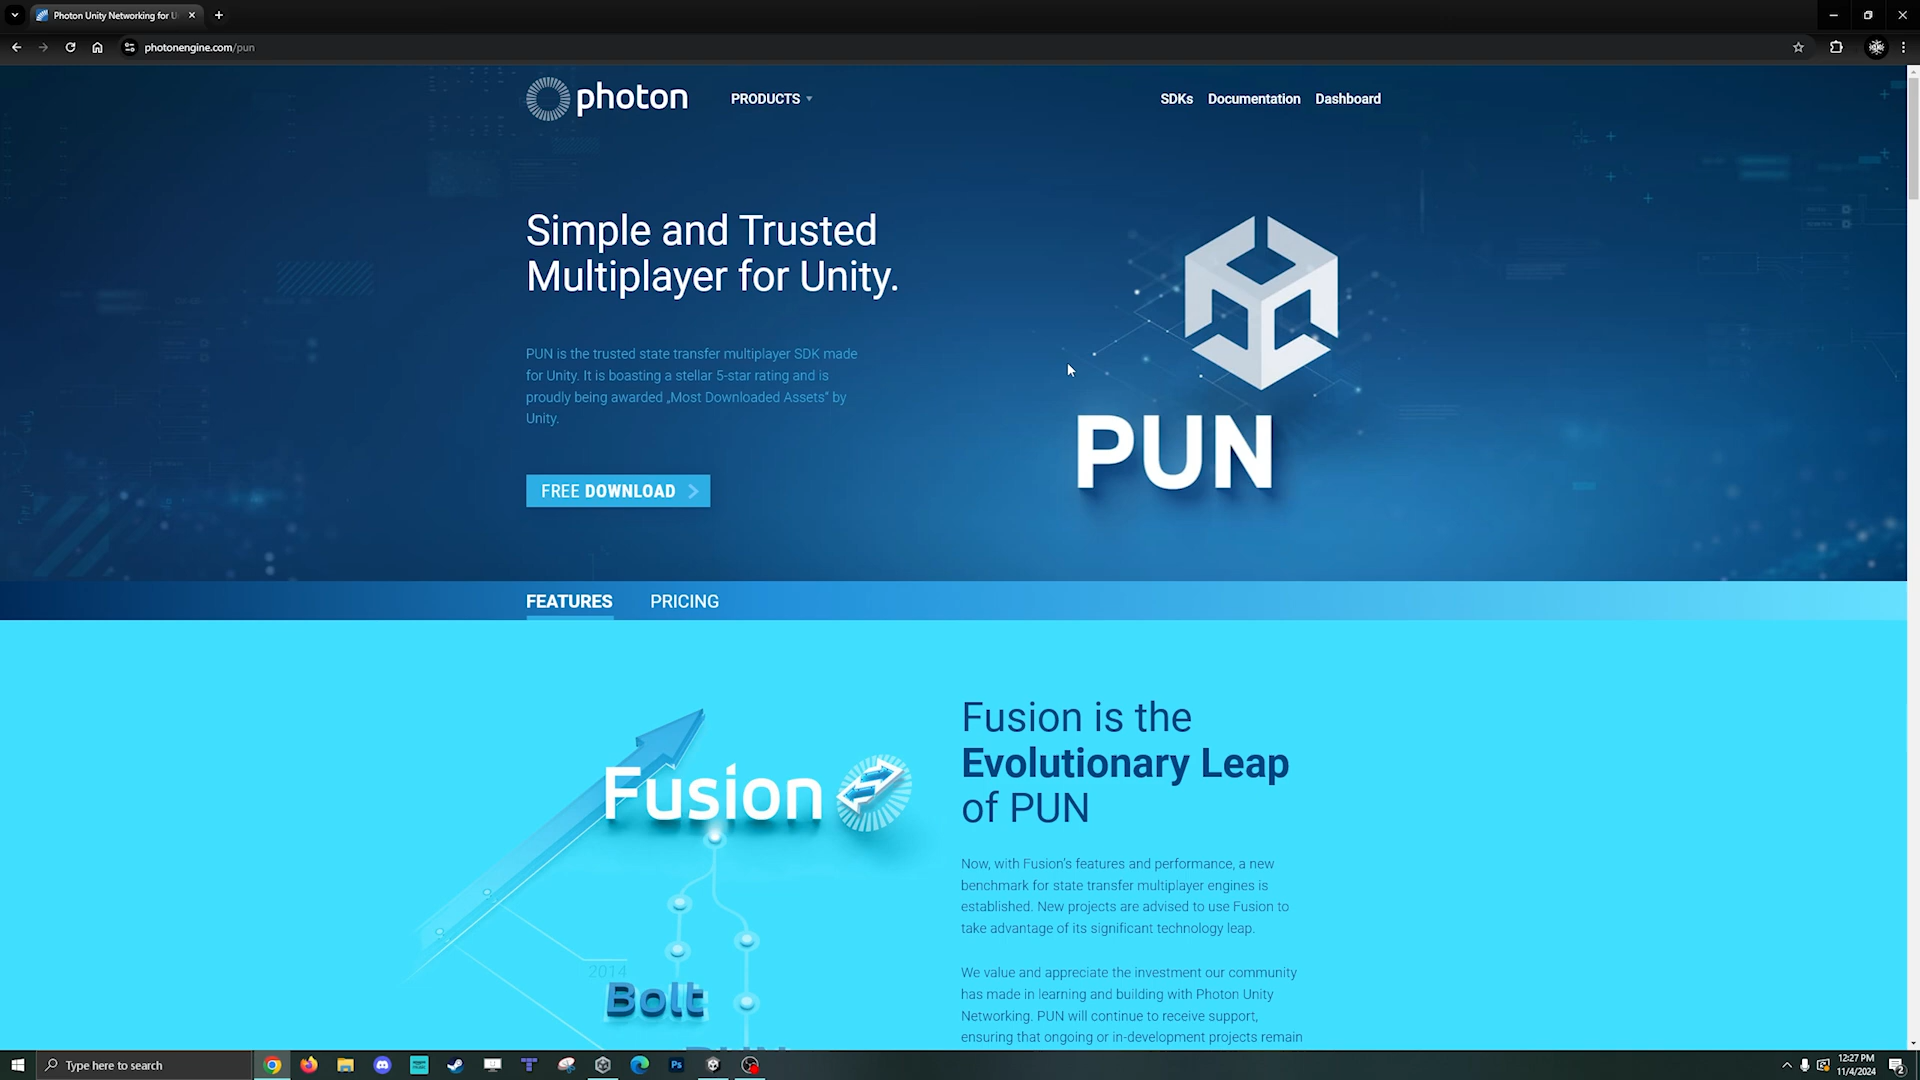 Photon Unity Networking for U
photonengine.com/pun
photon
PRODUCTS
SDKs
Documentation
Dashboard
Simple and Trusted
Multiplayer for Unity.
PUN is the trusted state transfer multiplayer SDK made
for Unity. It is boasting a stellar 5-star rating and is
proudly being awarded „Most Downloaded Assets“ by
Unity.
FREE DOWNLOAD
PUN
FEATURES
PRICING
Fusion
Fusion is the
Evolutionary Leap
of PUN
Now, with Fusion's features and performance, a new
benchmark for state transfer multiplayer engines is
established. New projects are advised to use Fusion to
take advantage of its significant technology leap.
2014
Bolt
We value and appreciate the investment our community
has made in learning and building with Photon Unity
Networking. PUN will continue to receive support,
ensuring that ongoing or in-development projects remain
PUN
Type here to search
Ps
12:27 PM
11/4/2024
2